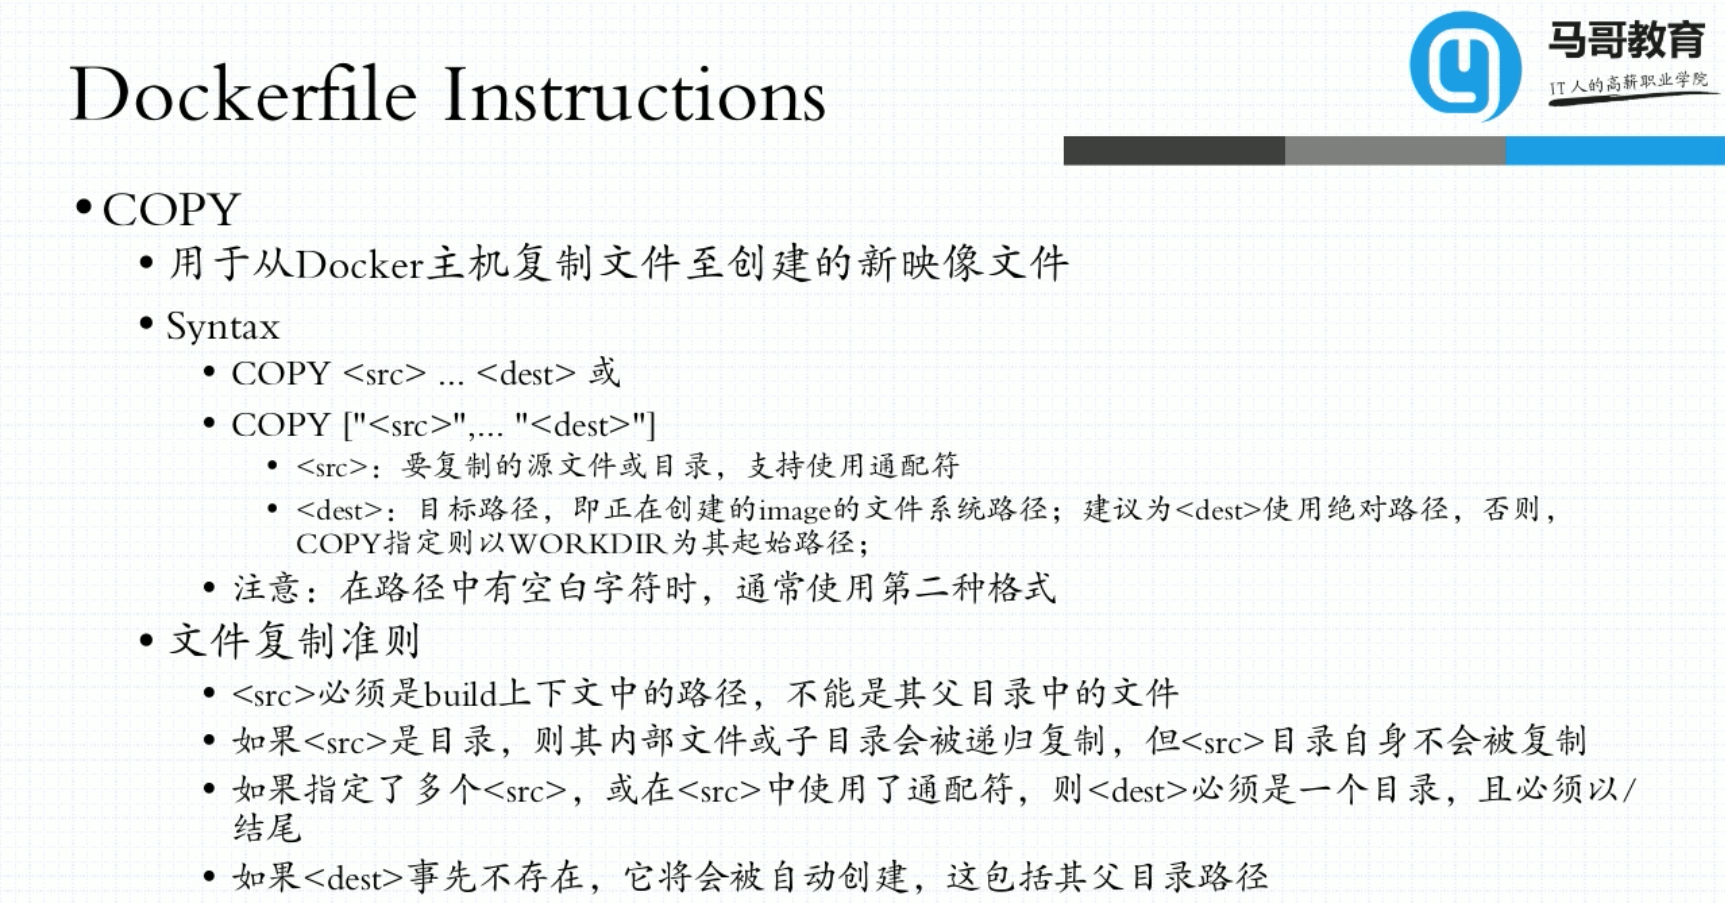 马哥教育
IT人的高薪职业学院
Dockerfile Instructions
•COPY
• 用于从Docker主机复制文件至创建的新映像文件
• Syntax
• COPY <src> ... <dest> 或
• COPY ["<src>",... "<dest>"]
• <src>：要复制的源文件或目录，支持使用通配符
• <dest>：目标路径，即正在创建的image的文件系统路径；建议为<dest>使用绝对路径，否则，
COPY指定则以WORKDIR为其起始路径；
• 注意：在路径中有空白字符时，通常使用第二种格式
• 文件复制准则
• <src>必须是build上下文中的路径，不能是其父目录中的文件
• 如果<src>是目录，则其内部文件或子目录会被递归复制，但<src>目录自身不会被复制
• 如果指定了多个<src>，或在<src>中使用了通配符，则<dest>必须是一个目录，且必须以/
结尾
• 如果<dest>事先不存在，它将会被自动创建，这包括其父目录路径